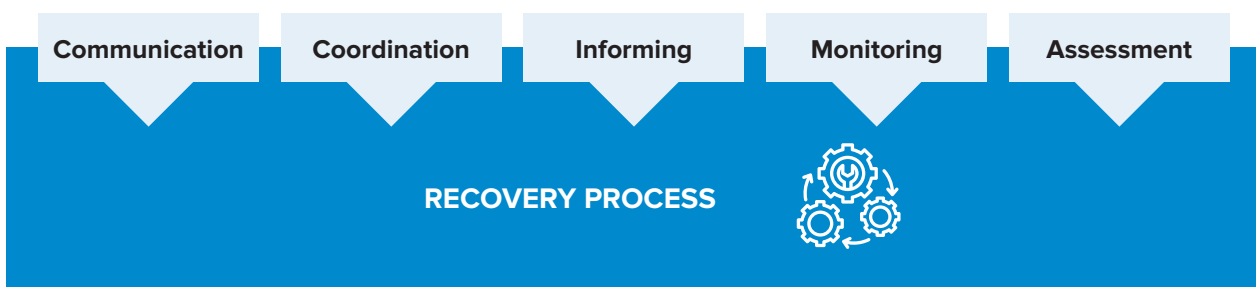 Communication
Coordination
Informing
Monitoring
Assessment
RECOVERY PROCESS